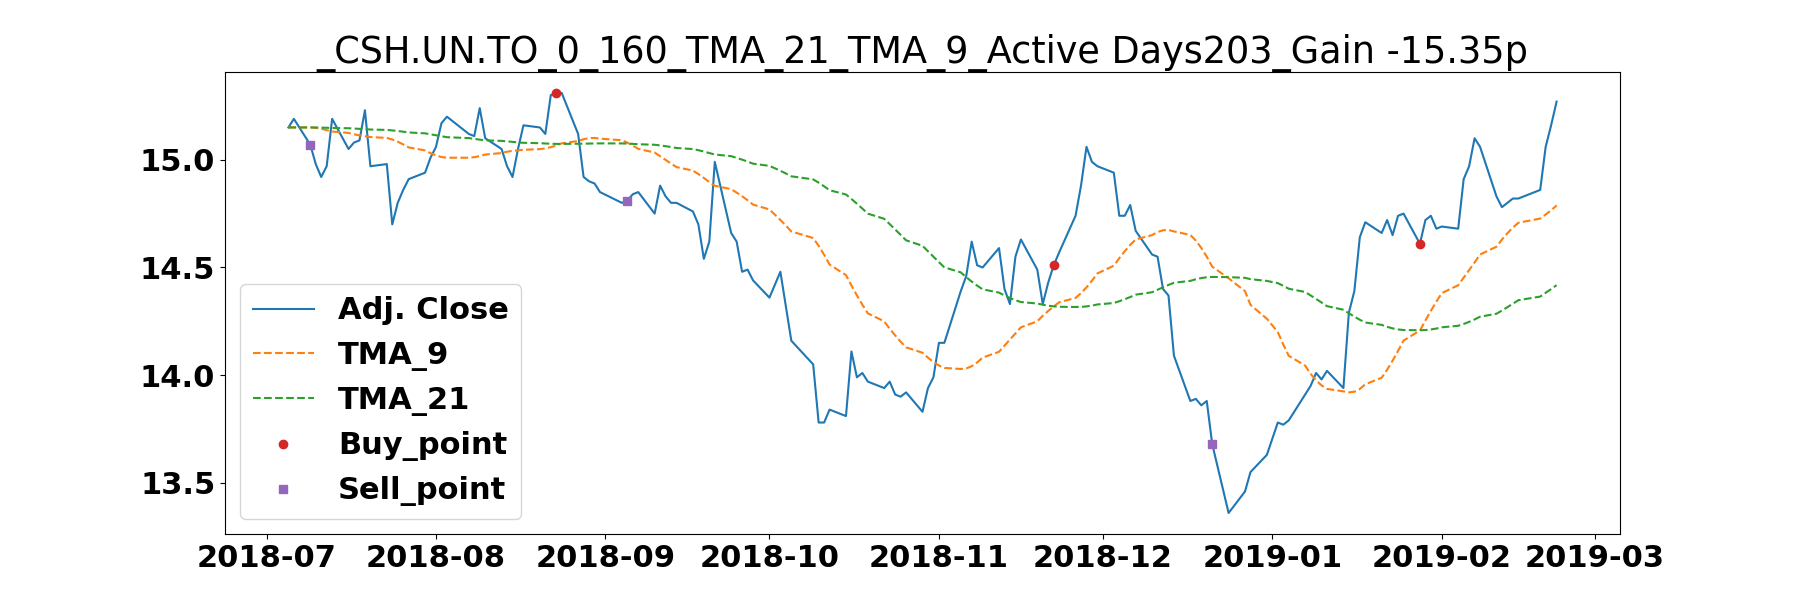 _CSH.UN.TO_0_160_TMA_21_TMA_9_Active Days203_Gain -15.35p
15.0
14.5
14.0
13.5
Adj. Close
TMA_9
TMA_21
Buy_point
Sell_point
2018-07 2018-08 2018-09 2018-10 2018-11 2018-12 2019-01 2019-02 2019-03